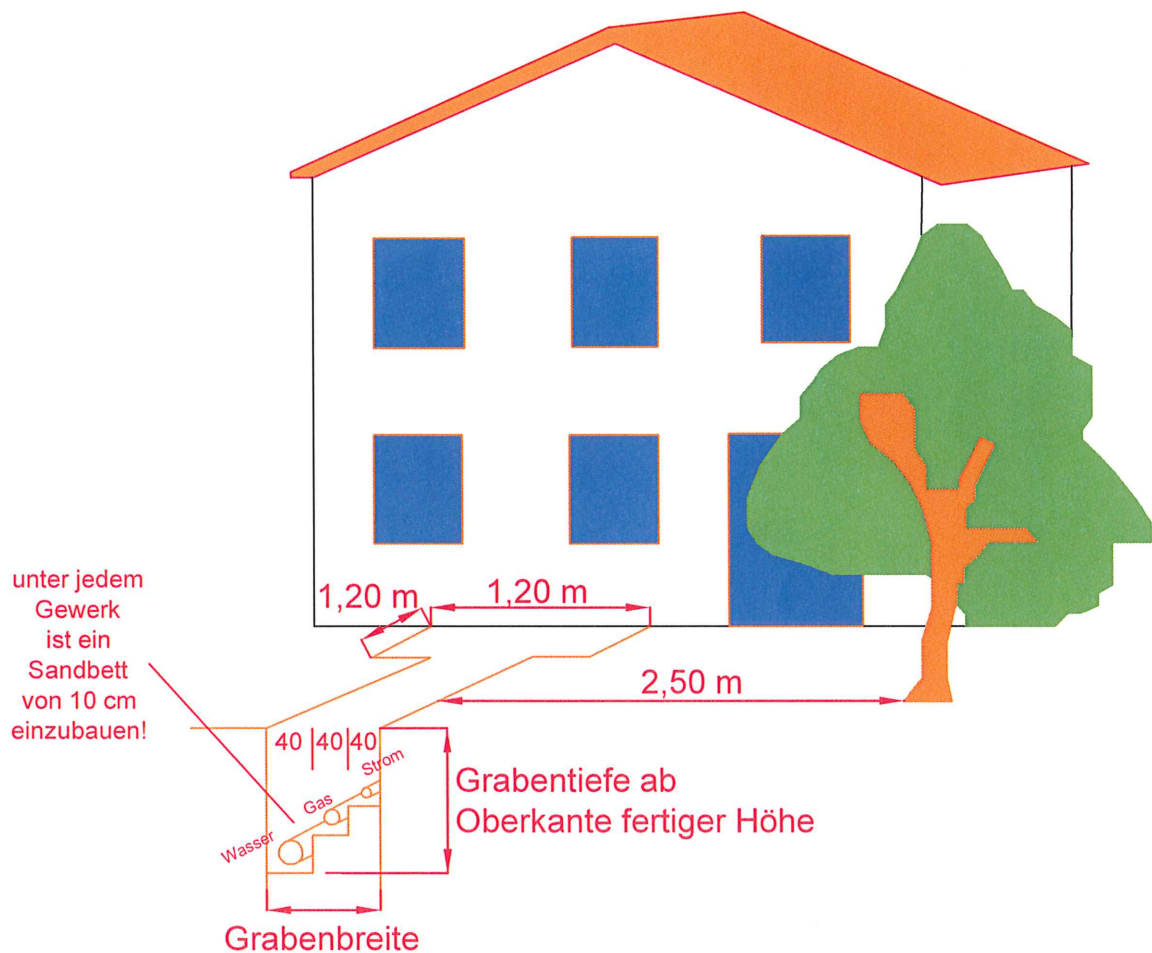 unter jedem
Gewerk
ist ein
Sandbett
von 10 cm
einzubauen!
1,20 m
1,20 m
2,50 m
40 40 40
Strom
Gas
Wasser
Grabentiefe ab
Oberkante fertiger Höhe
Grabenbreite